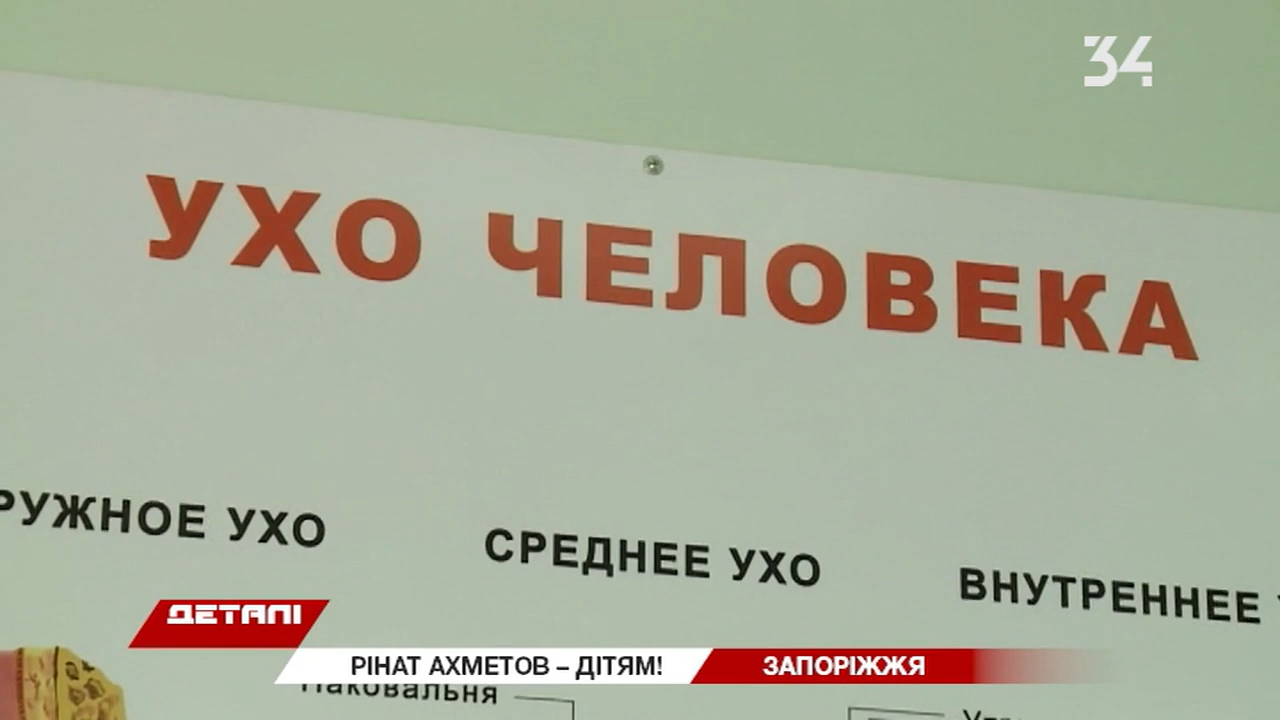 34
УХО ЧЕЛОВЕКА
РУЖНОЕ УХО
СРЕДНЕЕ УХО
ВНУТРЕННЕЕ
ДЕТАЛІ
РІНАТ АХМЕТОВ – ДІТЯМ!
ЗАПОРІЖЖЯ
Наковальня